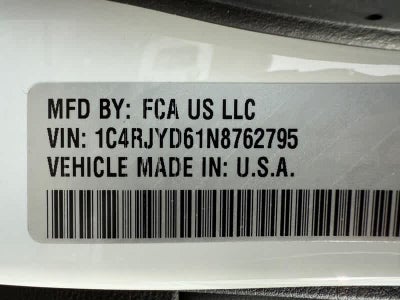 MFD BY: FCA US LLC
VIN: 1C4RJYD61N8762795
VEHICLE MADE IN: U.S.A.